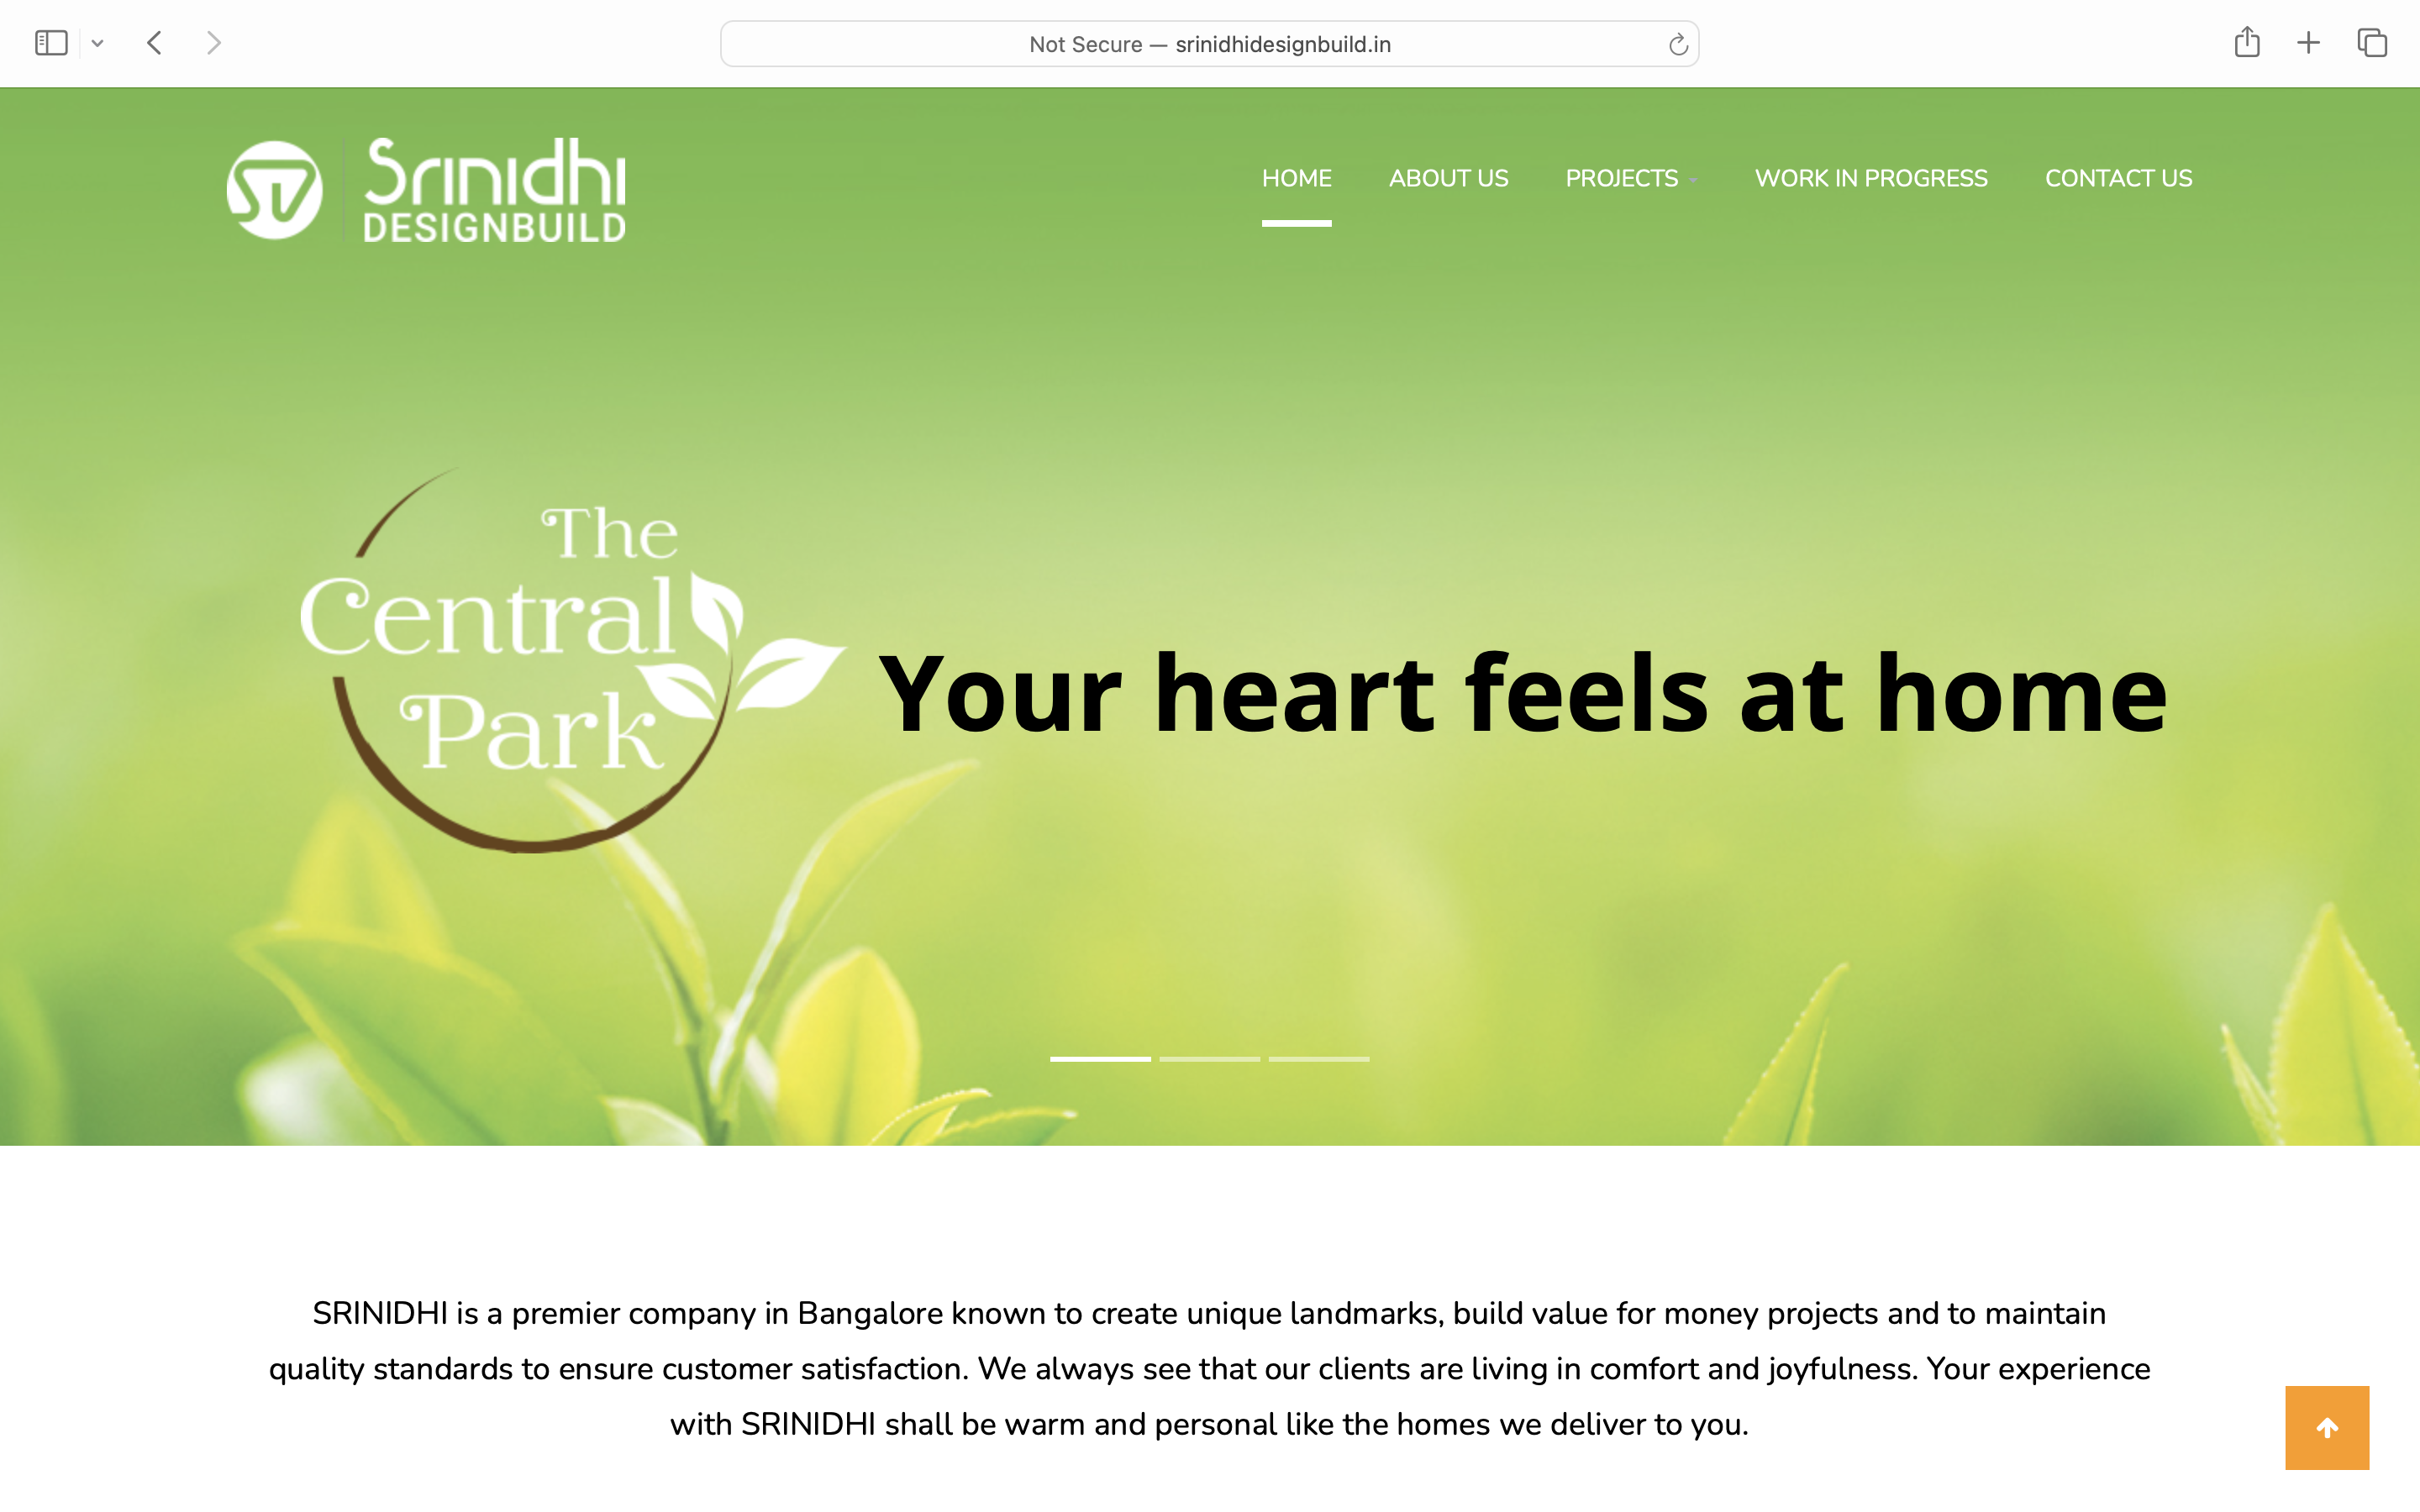 Not Secure — srinidhidesignbuild.in
Srinidhi
DESIGNBUILD
HOME
ABOUT US
PROJECTS
WORK IN PROGRESS
CONTACT US
The
Central
Park
Your heart feels at home
SRINIDHI is a premier company in Bangalore known to create unique landmarks, build value for money projects and to maintain
quality standards to ensure customer satisfaction. We always see that our clients are living in comfort and joyfulness. Your experience
with SRINIDHI shall be warm and personal like the homes we deliver to you.